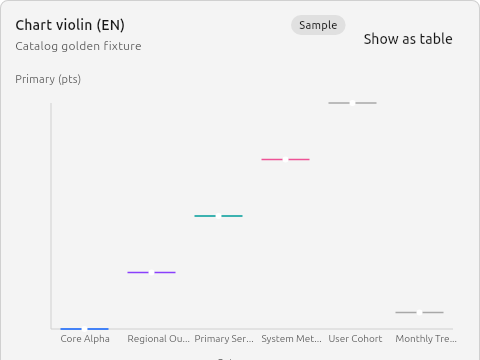 Chart violin (EN)
Sample
Show as table
Catalog golden fixture
Primary (pts)
Core Alpha
Regional Ou...
Primary Ser...
System Met...
User Cohort
Monthly Tre...